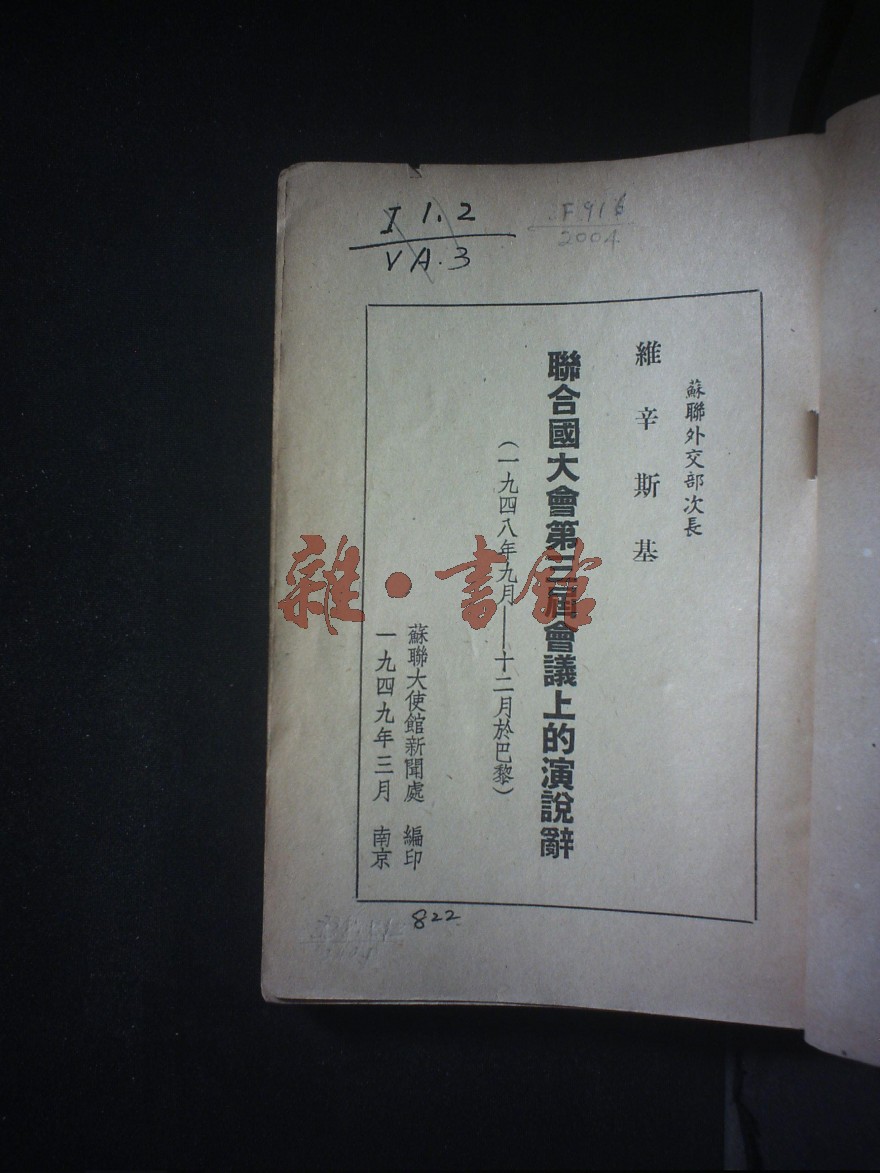 I 1.2
VA.3
F 916
2004
蘇聯外交部次長
維辛斯基
聯合國大會第三屆會議上的演說辭
（一九四八年九月——十二月於巴黎）
蘇聯大使館新聞處 編印
一九四九年三月 南京
822
雜·書館